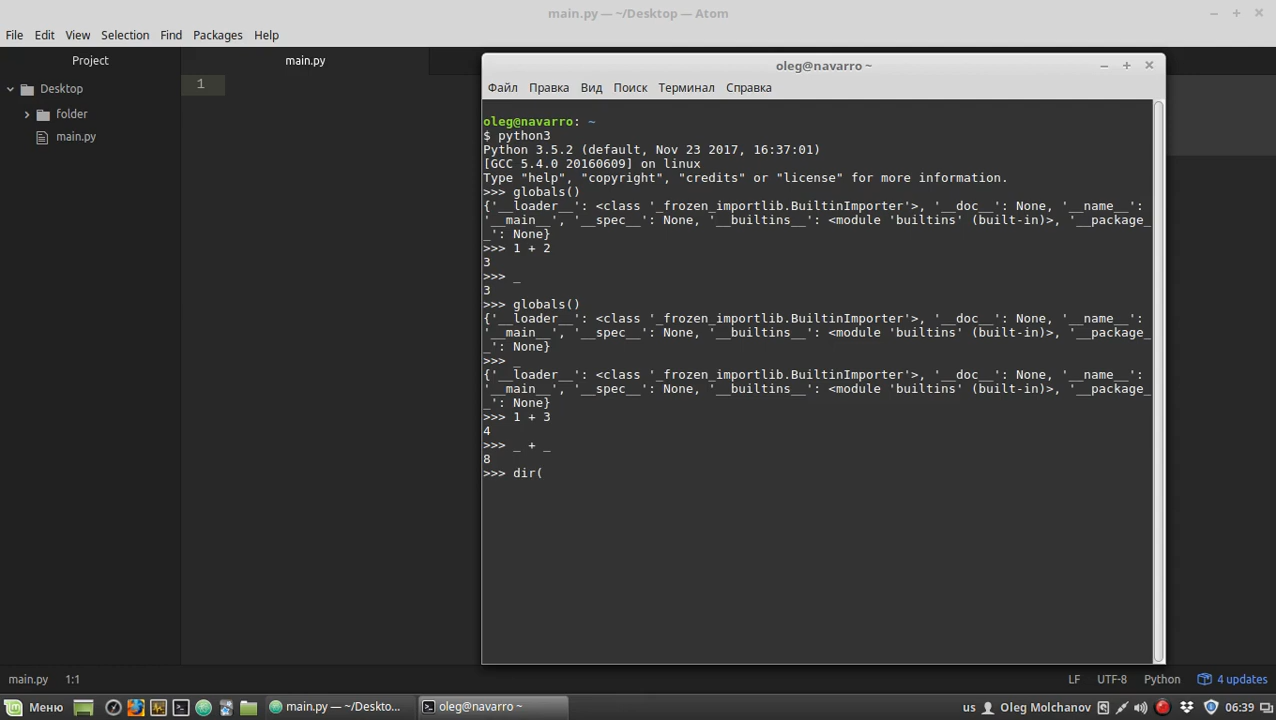 main.py — ~/Desktop — Atom
File Edit View Selection Find Packages Help
Project
main.py
Desktop
folder
main.py
1
oleg@navarro ~
Файл Правка Вид Поиск Терминал Справка
oleg@navarro: ~
$ python3
Python 3.5.2 (default, Nov 23 2017, 16:37:01)
[GCC 5.4.0 20160609] on linux
Type "help", "copyright", "credits" or "license" for more information.
>>> globals()
{'__loader__': <class '_frozen_importlib.BuiltinImporter'>, '__doc__': None, '__name__':
'__main__', '__spec__': None, '__builtins__': <module 'builtins' (built-in)>, '__package_
_': None}
>>> 1 + 2
3
>>> _
3
>>> globals()
{'__loader__': <class '_frozen_importlib.BuiltinImporter'>, '__doc__': None, '__name__':
'__main__', '__spec__': None, '__builtins__': <module 'builtins' (built-in)>, '__package_
_': None}
>>> _
{'__loader__': <class '_frozen_importlib.BuiltinImporter'>, '__doc__': None, '__name__':
'__main__', '__spec__': None, '__builtins__': <module 'builtins' (built-in)>, '__package_
_': None}
>>> 1 + 3
4
>>> _ + _
8
>>> dir(
main.py 1:1 LF UTF-8 Python 4 updates
Меню main.py — ~/Deskto... oleg@navarro ~ us Oleg Molchanov 06:39